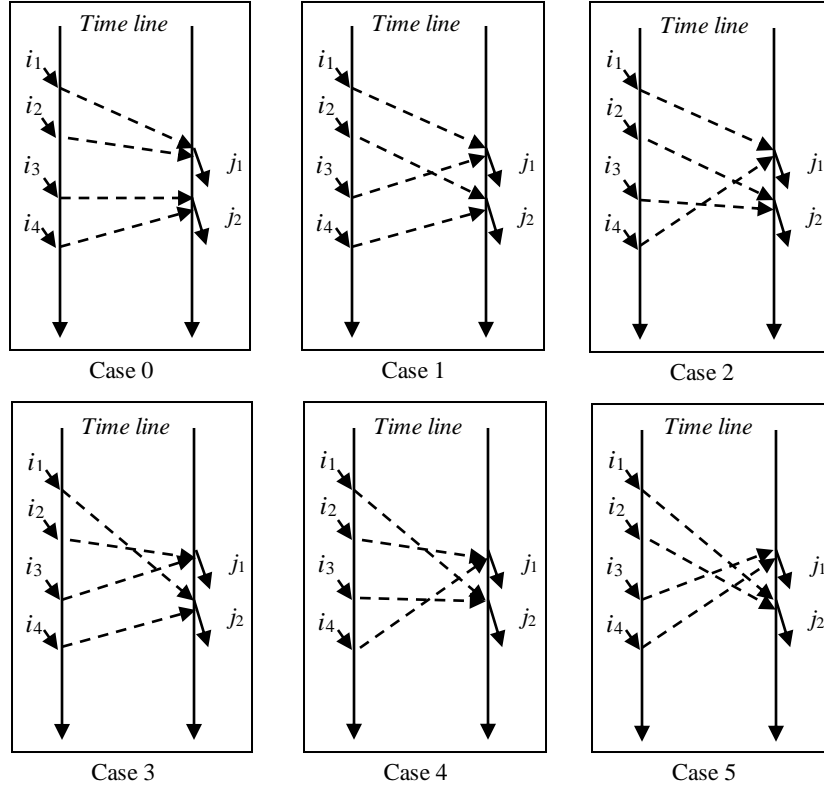 Time line
i1
i2
i3
i4
j1
j2
Case 0
Time line
i1
i2
i3
i4
j1
j2
Case 1
Time line
i1
i2
i3
i4
j1
j2
Case 2
Time line
i1
i2
i3
i4
j1
j2
Case 3
Time line
i1
i2
i3
i4
j1
j2
Case 4
Time line
i1
i2
i3
i4
j1
j2
Case 5